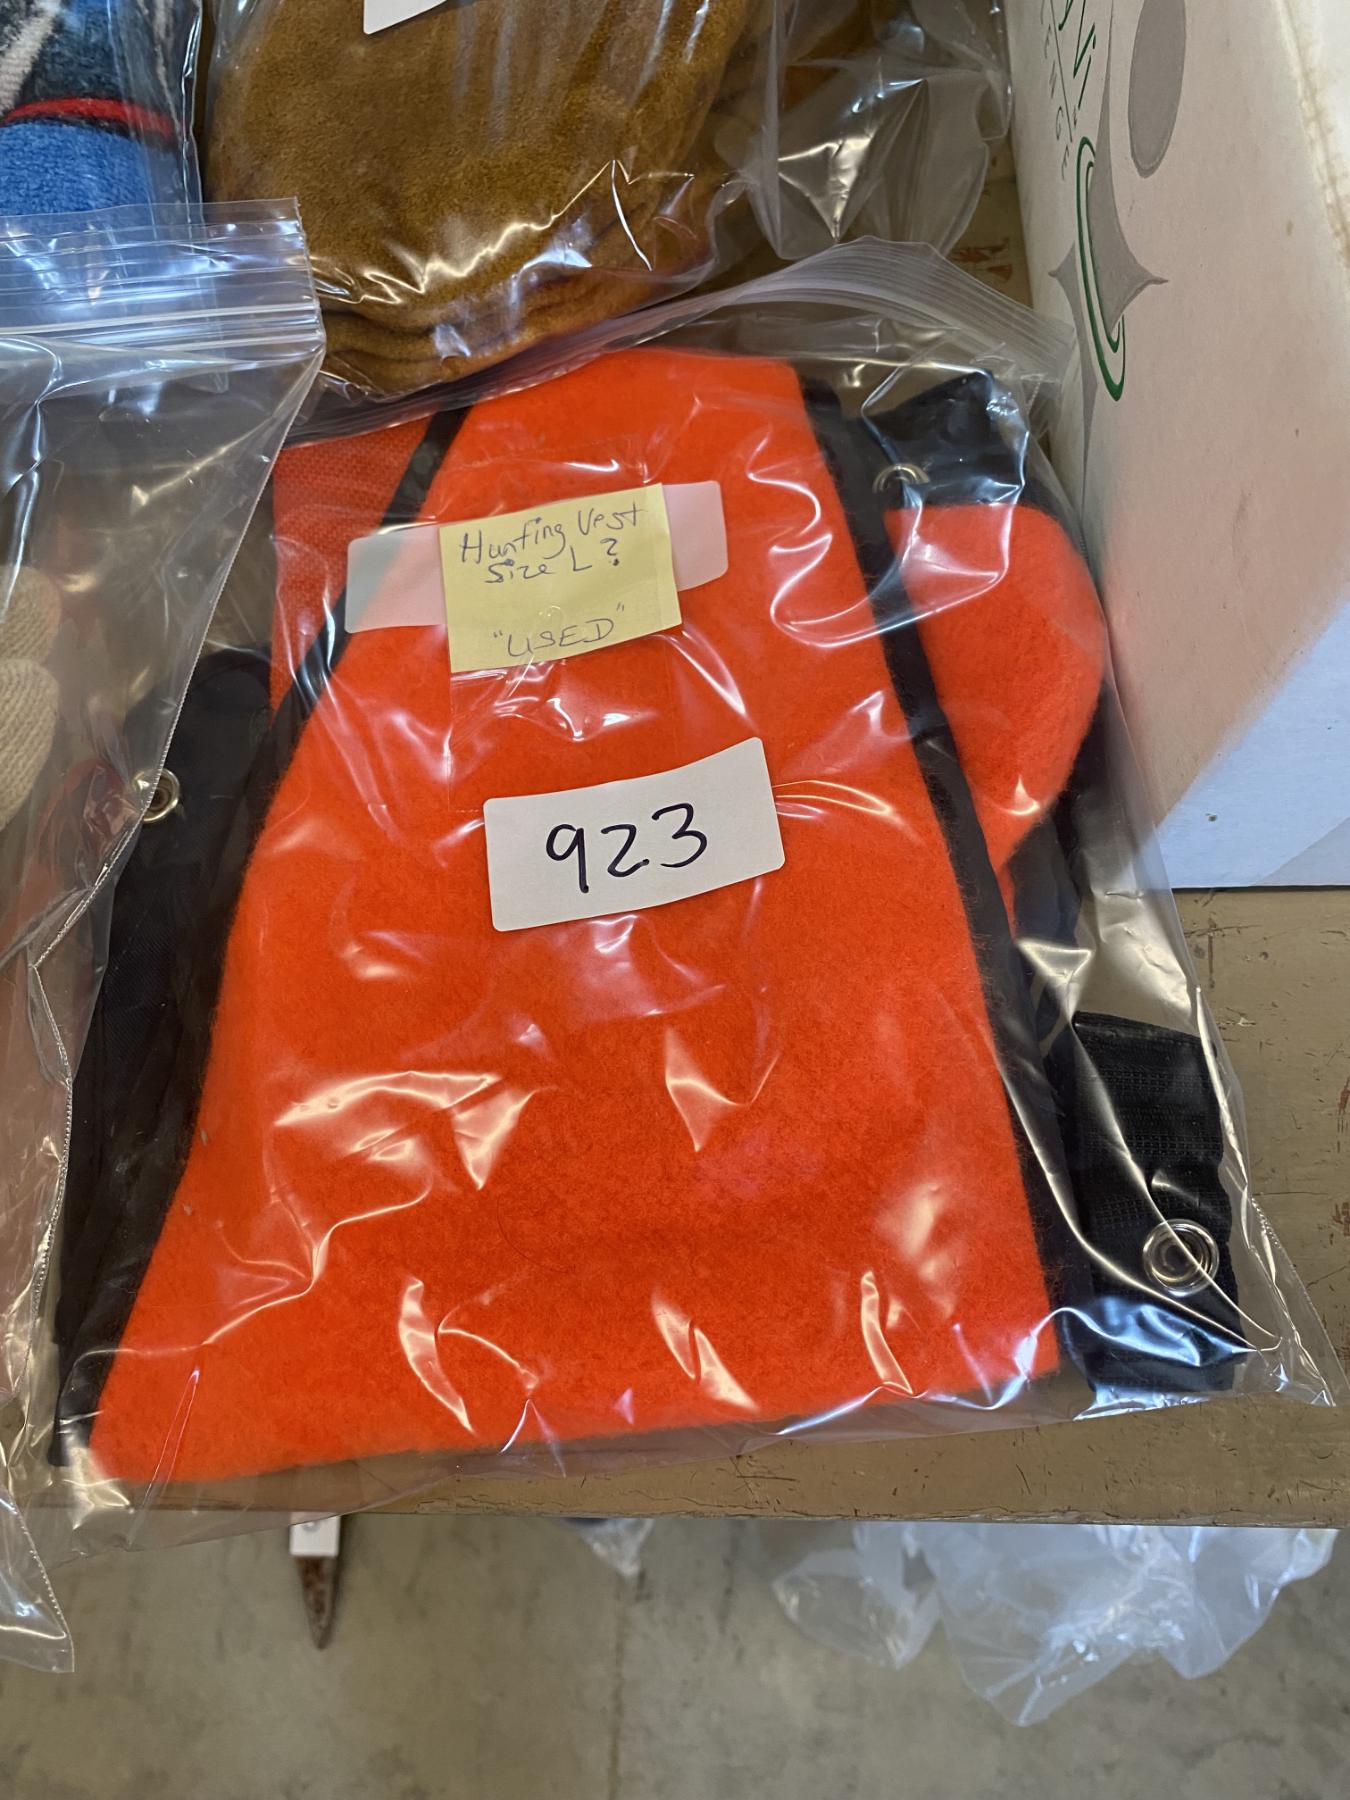 Hunting Vest
Size L?
"USED"
923